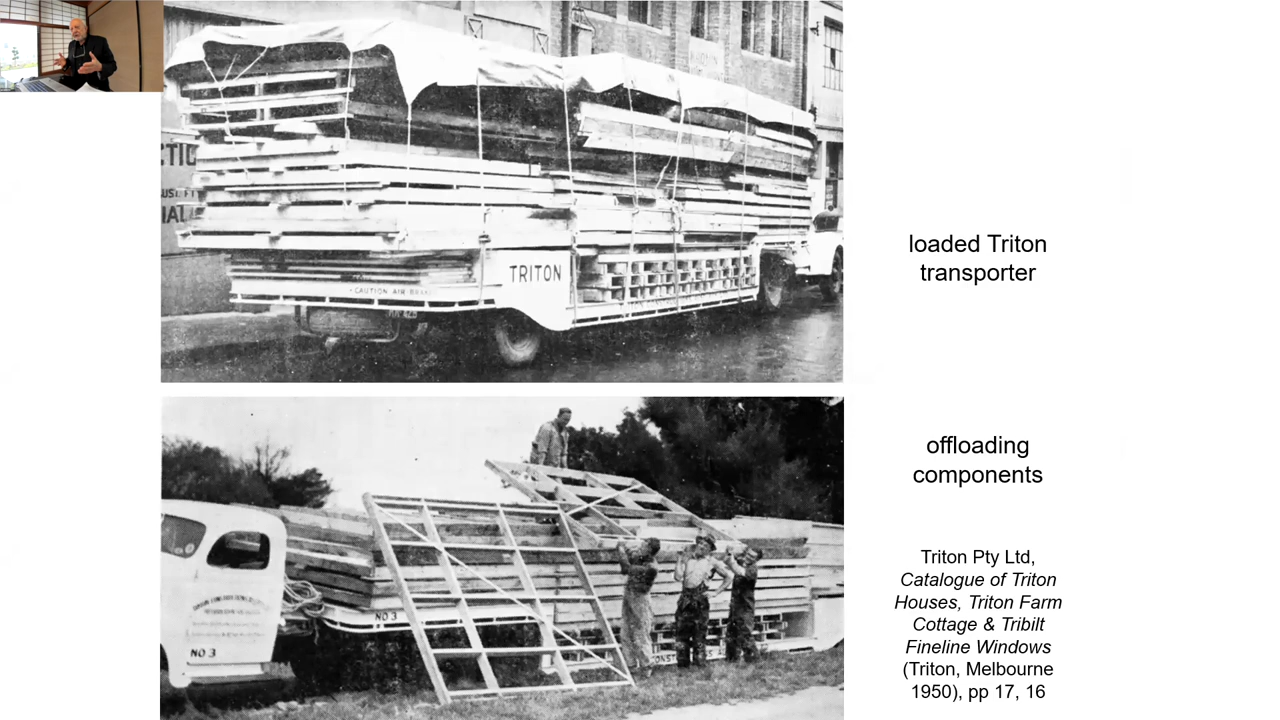 TRITON
CAUTION AIR BRAKE
loaded Triton
transporter
NO 3
NO 3
offloading
components
Triton Pty Ltd,
Catalogue of Triton
Houses, Triton Farm
Cottage & Tribilt
Fineline Windows
(Triton, Melbourne
1950), pp 17, 16